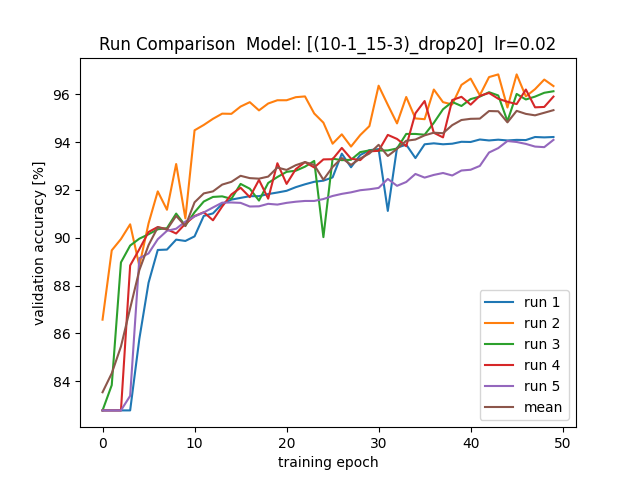 Run Comparison  Model: [(10-1_15-3)_drop20]  lr=0.02
validation accuracy [%]
96
94
92
90
88
86
84
0 10 20 30 40 50
training epoch
run 1
run 2
run 3
run 4
run 5
mean